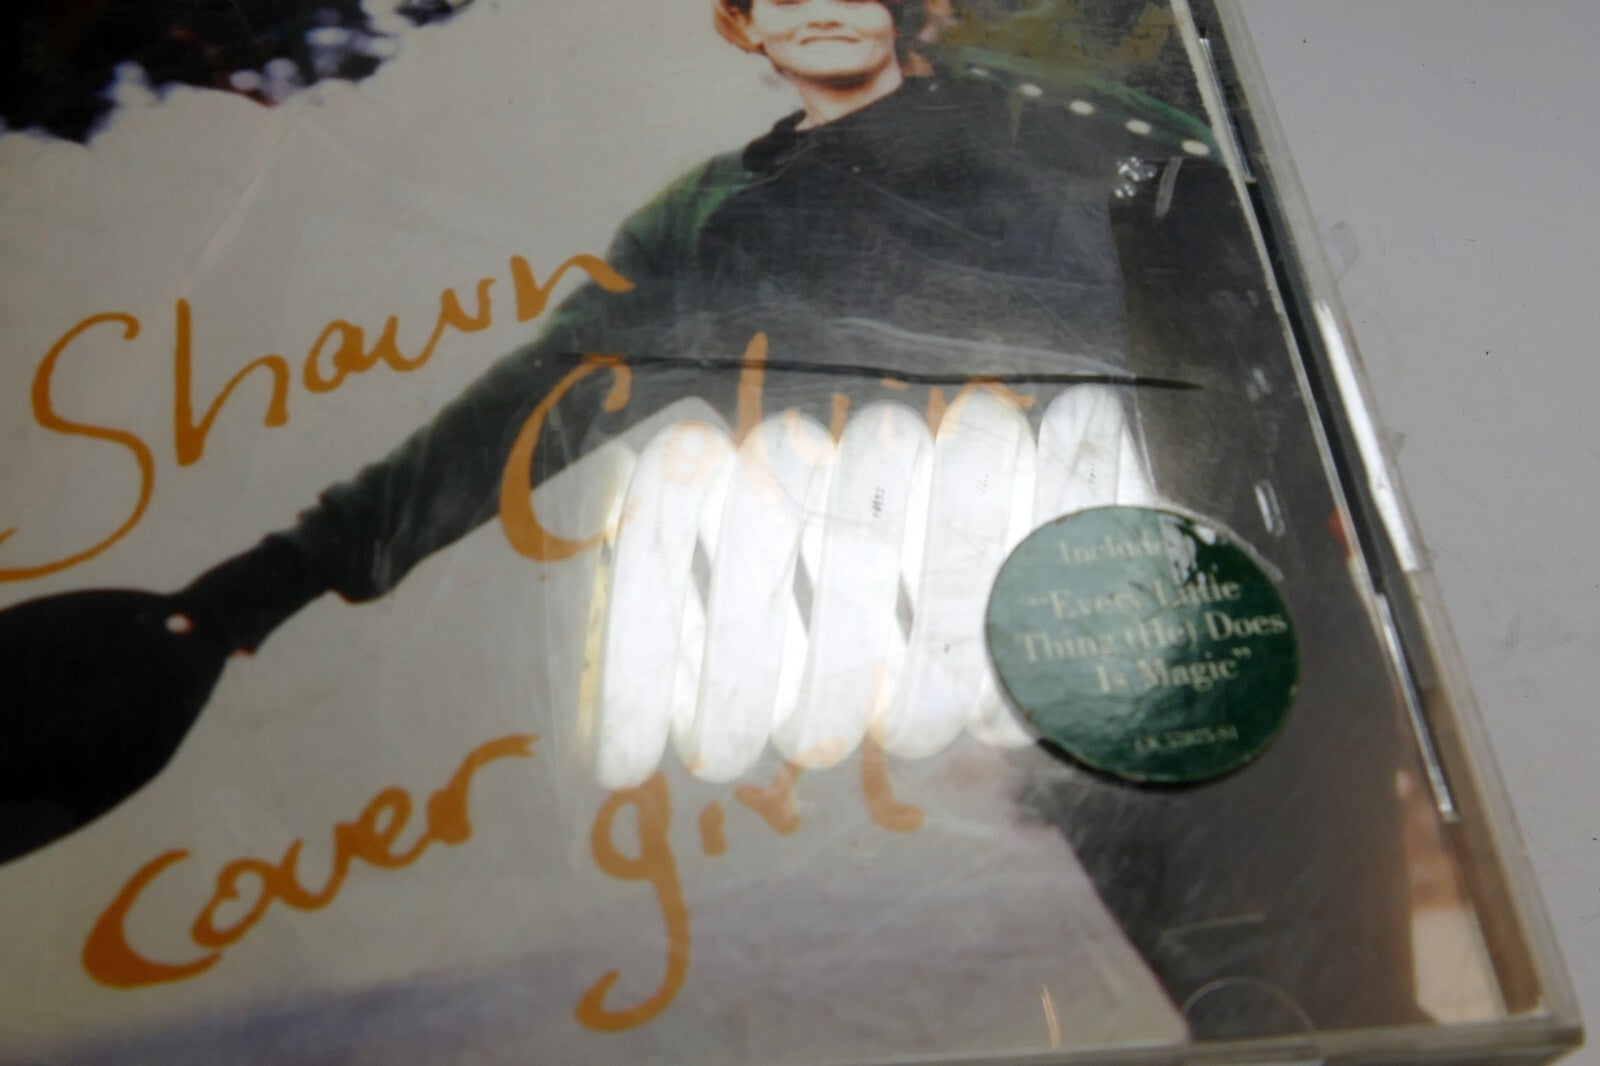 Shawn
Colvin
cover girl
Includes
"Every Little
Thing (He) Does
Is Magic"